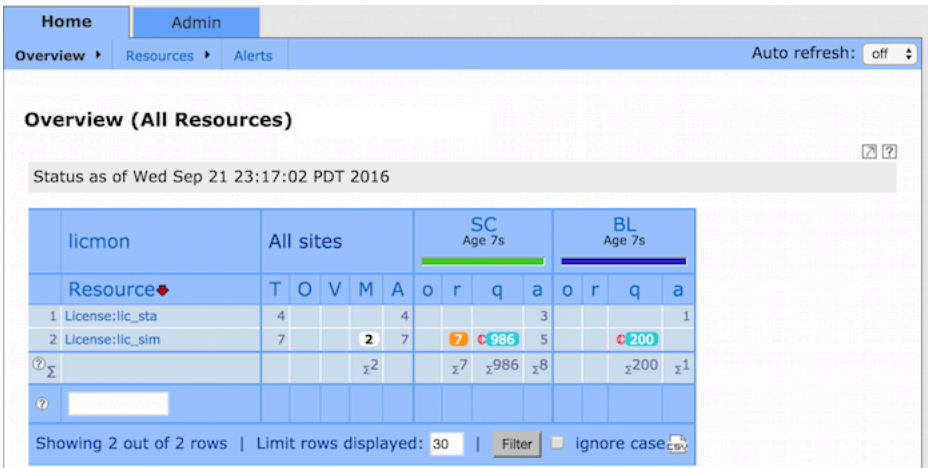 Home Admin
Overview Resources Alerts Auto refresh: off
Overview (All Resources)
?
Status as of Wed Sep 21 23:17:02 PDT 2016
licmon All sites SC BL
Age 7s Age 7s
Resource T O V M A o r q a o r q a
1 License:lic_sta 4 4 3 1
2 License:lic_sim 7 2 7 7 986 5 200
? Σ Σ2 Σ7 Σ986 Σ8 Σ200 Σ1
?
Showing 2 out of 2 rows | Limit rows displayed: 30 | Filter ignore case CSV